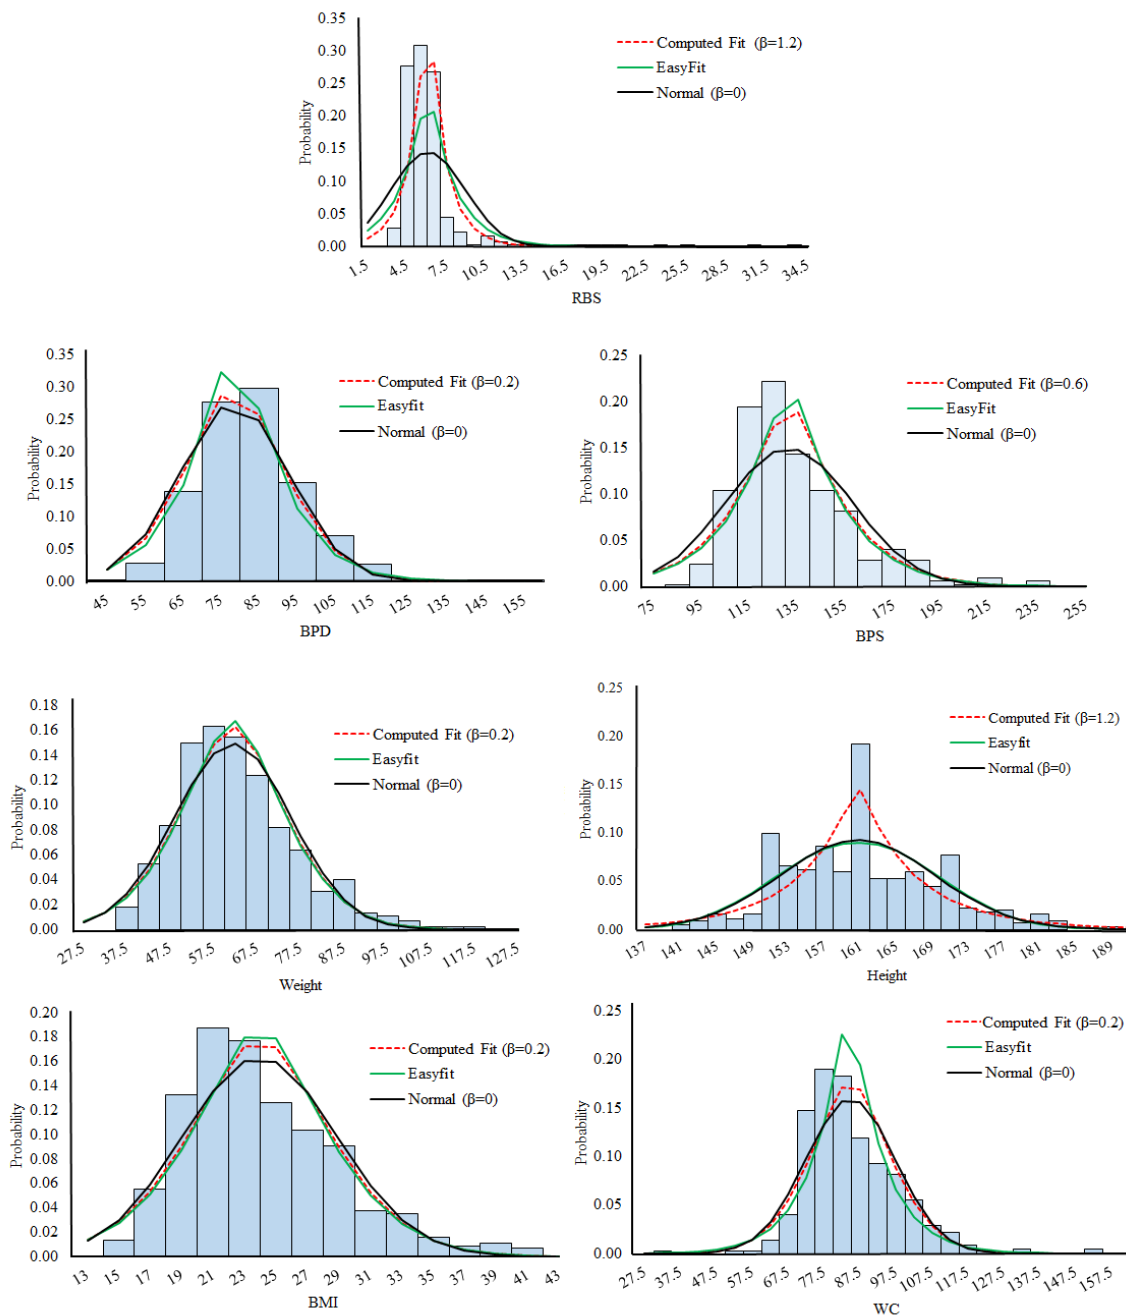 0.35
0.30
0.25
0.20
0.15
0.10
0.05
0.00
Probability
Computed Fit (β=1.2)
EasyFit
Normal (β=0)
1.5 4.5 7.5 10.5 13.5 16.5 19.5 22.5 25.5 28.5 31.5 34.5
RBS
0.35
0.30
0.25
0.20
0.15
0.10
0.05
0.00
Probability
Computed Fit (β=0.2)
Easyfit
Normal (β=0)
45 55 65 75 85 95 105 115 125 135 145 155
BPD
0.25
0.20
0.15
0.10
0.05
0.00
Probability
Computed Fit (β=0.6)
EasyFit
Normal (β=0)
75 95 115 135 155 175 195 215 235 255
BPS
0.18
0.16
0.14
0.12
0.10
0.08
0.06
0.04
0.02
0.00
Probability
Computed Fit (β=0.2)
Easyfit
Normal (β=0)
27.5 37.5 47.5 57.5 67.5 77.5 87.5 97.5 107.5 117.5 127.5
Weight
0.25
0.20
0.15
0.10
0.05
0.00
Probability
Computed Fit (β=1.2)
Easyfit
Normal (β=0)
137 141 145 149 153 157 161 165 169 173 177 181 185 189
Height
0.20
0.18
0.16
0.14
0.12
0.10
0.08
0.06
0.04
0.02
0.00
Probability
Computed Fit (β=0.2)
Easyfit
Normal (β=0)
13 15 17 19 21 23 25 27 29 31 33 35 37 39 41 43
BMI
0.25
0.20
0.15
0.10
0.05
0.00
Probability
Computed Fit (β=0.2)
Easyfit
Normal (β=0)
27.5 37.5 47.5 57.5 67.5 77.5 87.5 97.5 107.5 117.5 127.5 137.5 147.5 157.5
WC